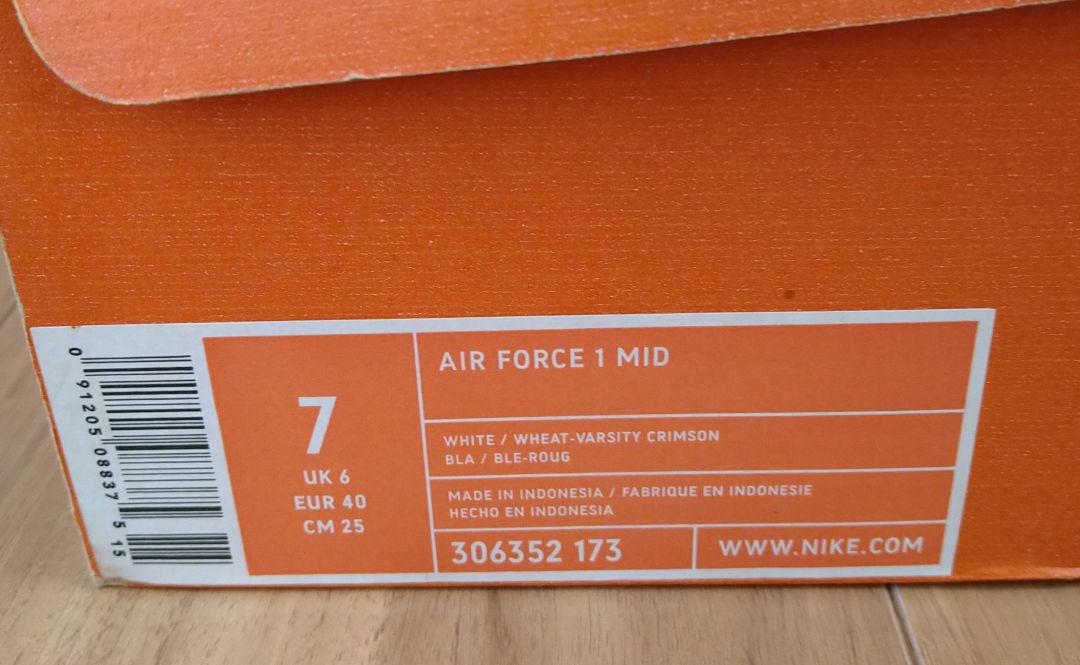 0 91205 08837 5 15
7
UK 6
EUR 40
CM 25
AIR FORCE 1 MID
WHITE / WHEAT-VARSITY CRIMSON
BLA / BLE-ROUG
MADE IN INDONESIA / FABRIQUE EN INDONESIE
HECHO EN INDONESIA
306352 173
WWW.NIKE.COM